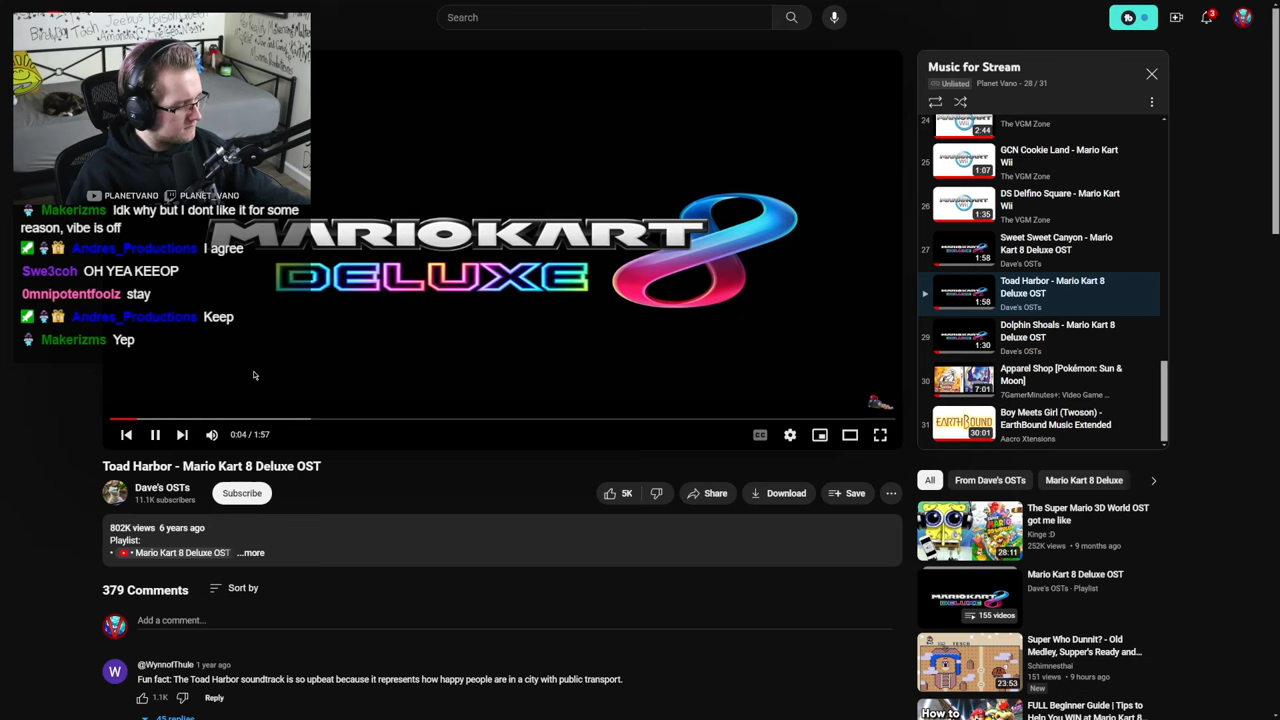 Search
3
PLANETVANO PLANET_VANO
Makerizms Idk why but I dont like it for some
reason, vibe is off
Andres_Productions I agree
Swe3coh OH YEA KEEOP
0mnipotentfoolz stay
Andres_Productions Keep
Makerizms Yep
MARIOKART 8
DELUXE
0:04 / 1:57
CC
Toad Harbor - Mario Kart 8 Deluxe OST
Dave's OSTs
11.1K subscribers
Subscribe
5K
Share
Download
Save
802K views 6 years ago
Playlist:
• Mario Kart 8 Deluxe OST ...more
379 Comments
Sort by
Add a comment...
W
@WynnofThule 1 year ago
Fun fact: The Toad Harbor soundtrack is so upbeat because it represents how happy people are in a city with public transport.
1.1K
Reply
45 replies
Music for Stream
Unlisted Planet Vano - 28 / 31
24
2:44
The VGM Zone
25
1:07
GCN Cookie Land - Mario Kart
Wii
The VGM Zone
26
1:35
DS Delfino Square - Mario Kart
Wii
The VGM Zone
27
1:58
Sweet Sweet Canyon - Mario
Kart 8 Deluxe OST
Dave's OSTs
1:58
Toad Harbor - Mario Kart 8
Deluxe OST
Dave's OSTs
29
1:30
Dolphin Shoals - Mario Kart 8
Deluxe OST
Dave's OSTs
30
7:01
Apparel Shop [Pokémon: Sun &
Moon]
7GamerMinutes+: Video Game ...
31
EARTHBOUND
30:01
Boy Meets Girl (Twoson) -
EarthBound Music Extended
Aacro Xtensions
All
From Dave's OSTs
Mario Kart 8 Deluxe
28:11
The Super Mario 3D World OST
got me like
Kinge :D
252K views • 9 months ago
155 videos
Mario Kart 8 Deluxe OST
Dave's OSTs · Playlist
23:53
Super Who Dunnit? - Old
Medley, Supper's Ready and...
Schimnesthai
151 views • 9 hours ago
New
How to
FULL Beginner Guide | Tips to
Help You WIN at Mario Kart 8